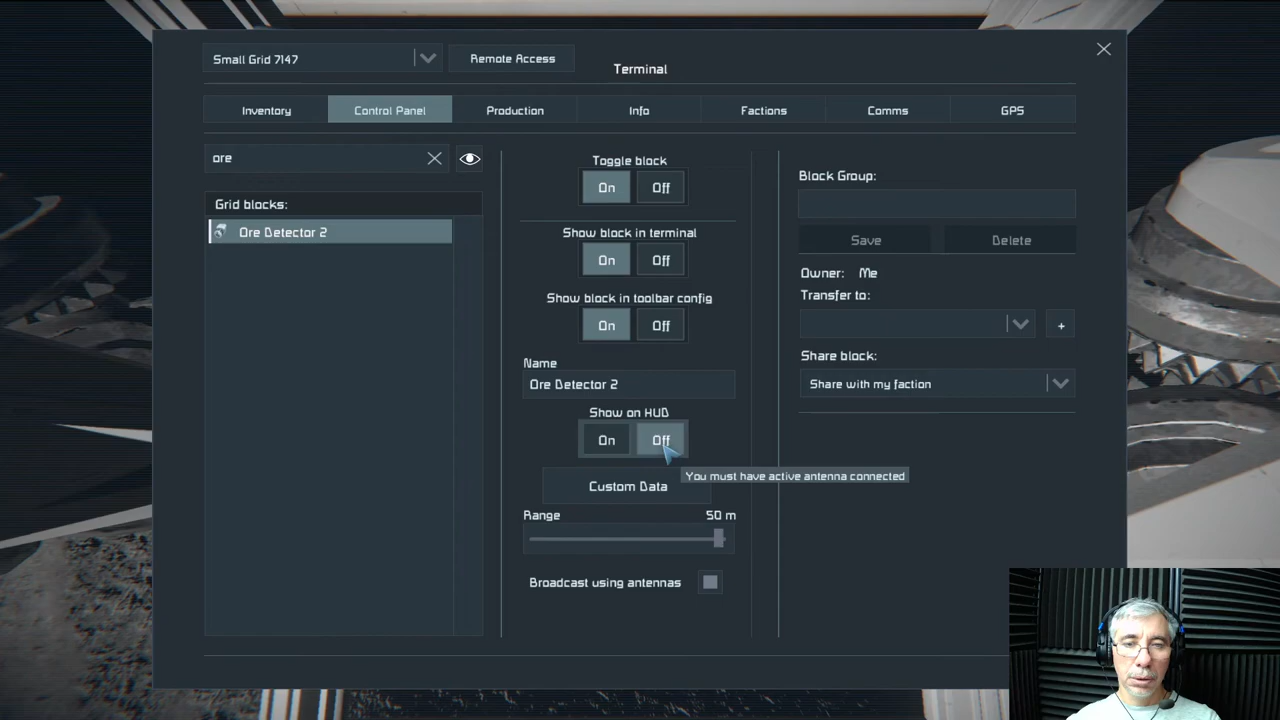 Small Grid 7147
Remote Access
Terminal
Inventory
Control Panel
Production
Info
Factions
Comms
GPS
ore
Grid blocks:
Ore Detector 2
Toggle block
On Off
Show block in terminal
On Off
Show block in toolbar config
On Off
Name
Ore Detector 2
Show on HUD
On Off
You must have active antenna connected
Custom Data
Range 50 m
Broadcast using antennas
Block Group:
Save Delete
Owner: Me
Transfer to:
+
Share block:
Share with my faction